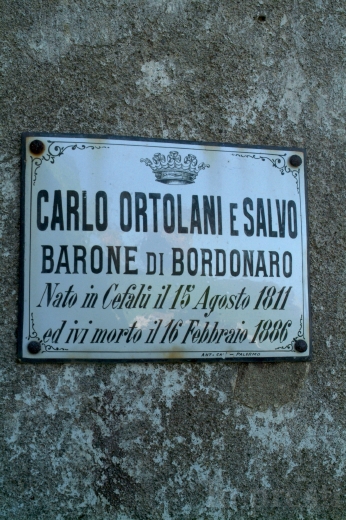 CARLO ORTOLANI E SALVO
BARONE DI BORDONARO
Nato in Cefalù il 15 Agosto 1811
ed ivi morto il 16 Febbraio 1886
PALERMO